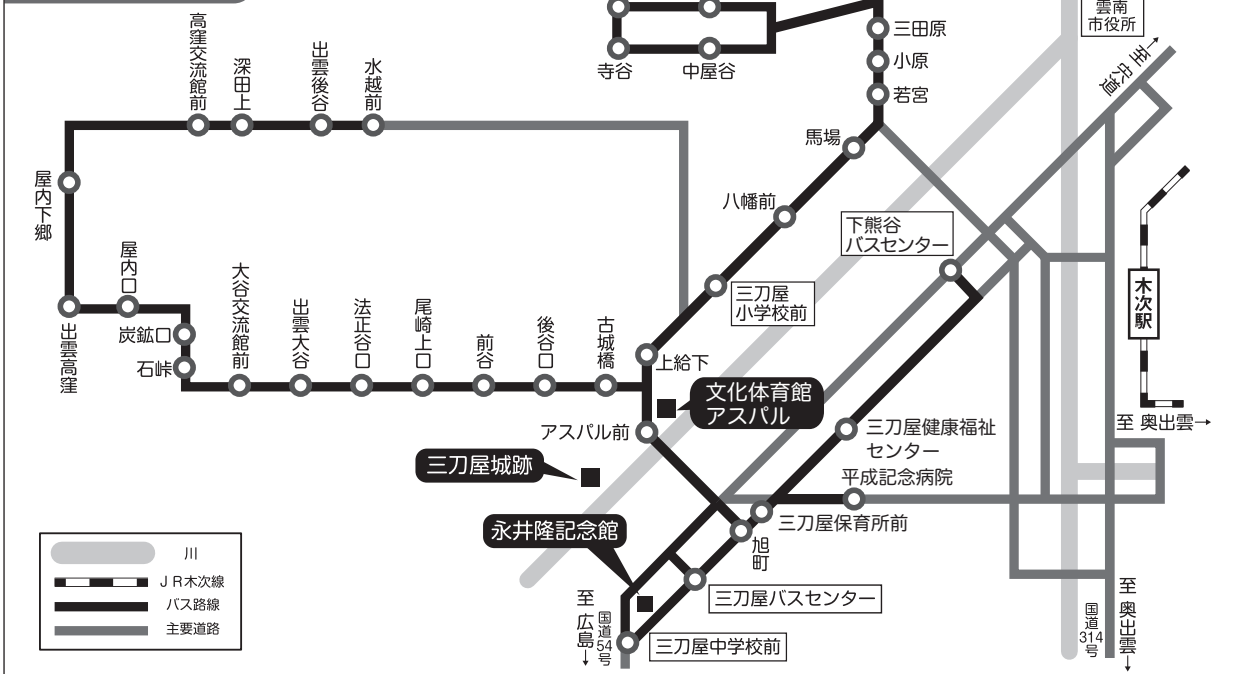 雲南
市役所
三田原
小原
若宮
寺谷
中屋谷
至 宍道
高窪交流館前
深田上
出雲後谷
水越前
馬場
八幡前
屋内下郷
下熊谷
バスセンター
屋内口
出雲高窪
炭鉱口
石峠
大谷交流館前
出雲大谷
法正谷口
尾崎上口
前谷
後谷口
古城橋
三刀屋
小学校前
木次駅
上給下
文化体育館
アスパル
アスパル前
至 奥出雲→
三刀屋健康福祉
センター
三刀屋城跡
平成記念病院
三刀屋保育所前
永井隆記念館
旭町
川
JR木次線
バス路線
主要道路
三刀屋バスセンター
至 広島→
国道54号
三刀屋中学校前
国道314号
至 奥出雲→